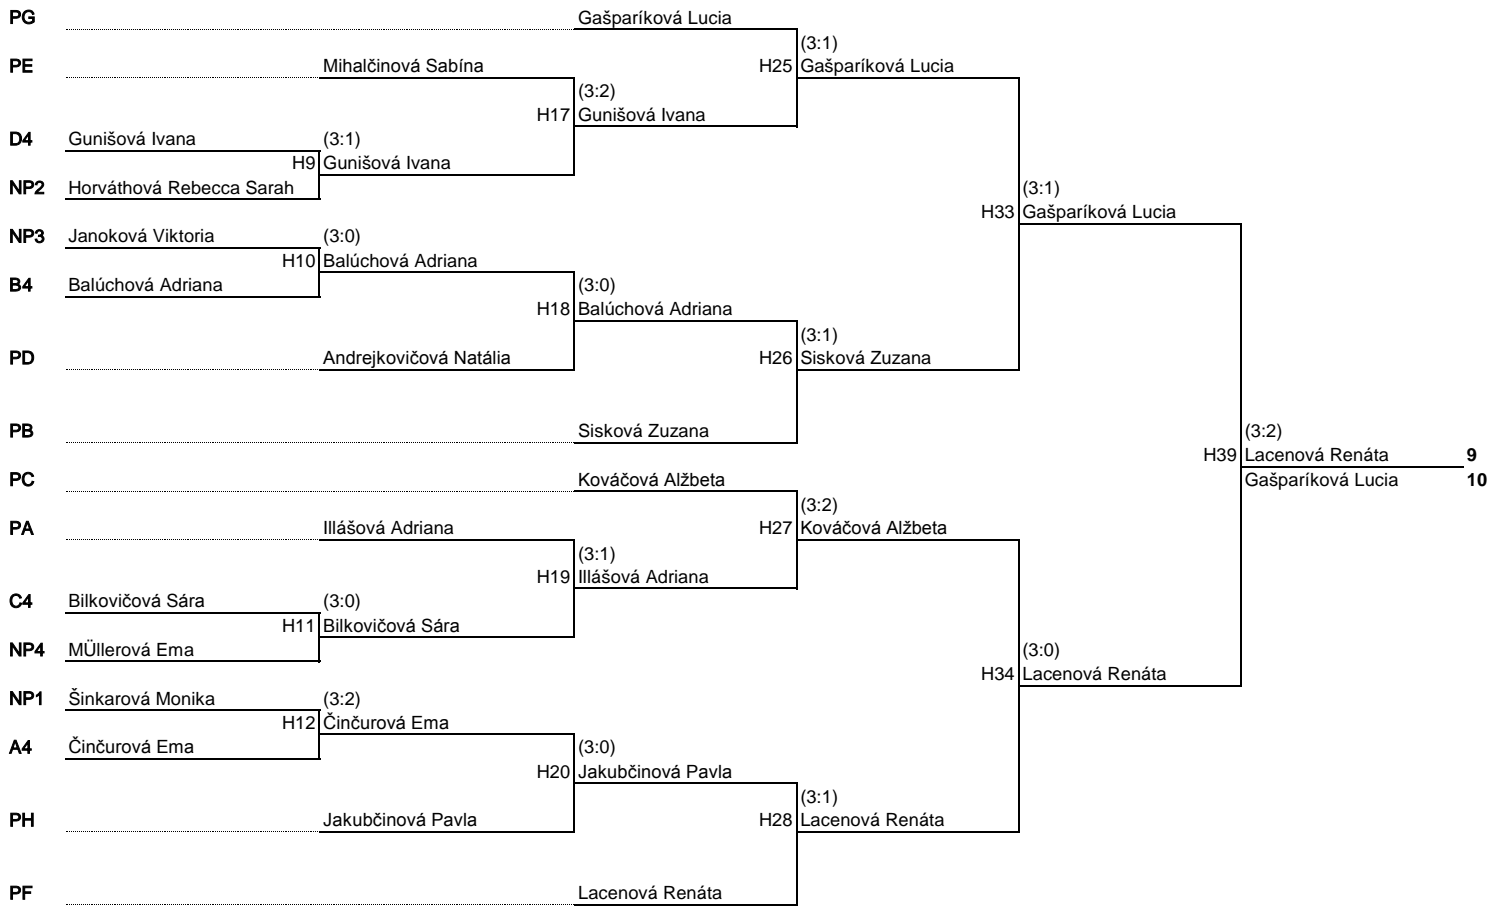 PG Gašparíková Lucia
(3:1)
PE Mihalčinová Sabína H25 Gašparíková Lucia
(3:2)
H17 Gunišová Ivana
D4 Gunišová Ivana (3:1)
H9 Gunišová Ivana
NP2 Horváthová Rebecca Sarah (3:1)
H33 Gašparíková Lucia
NP3 Janoková Viktoria (3:0)
H10 Balúchová Adriana
B4 Balúchová Adriana (3:0)
H18 Balúchová Adriana
(3:1)
PD Andrejkovičová Natália H26 Sisková Zuzana
PB Sisková Zuzana (3:2)
H39 Lacenová Renáta 9
PC Kováčová Alžbeta Gašparíková Lucia 10
(3:2)
PA Illášová Adriana H27 Kováčová Alžbeta
(3:1)
H19 Illášová Adriana
C4 Bilkovičová Sára (3:0)
H11 Bilkovičová Sára
NP4 MÜllerová Ema (3:0)
H34 Lacenová Renáta
NP1 Šinkarová Monika (3:2)
H12 Činčurová Ema
A4 Činčurová Ema (3:0)
H20 Jakubčinová Pavla
(3:1)
PH Jakubčinová Pavla H28 Lacenová Renáta
PF Lacenová Renáta